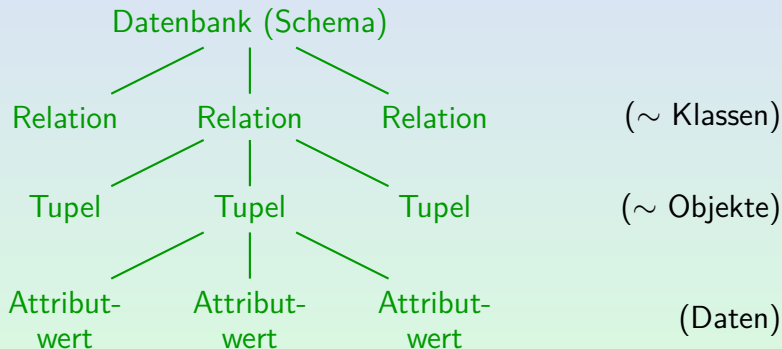 Datenbank (Schema)
Relation Relation Relation (∼ Klassen)
Tupel Tupel Tupel (∼ Objekte)
Attribut- Attribut- Attribut-
wert wert wert (Daten)